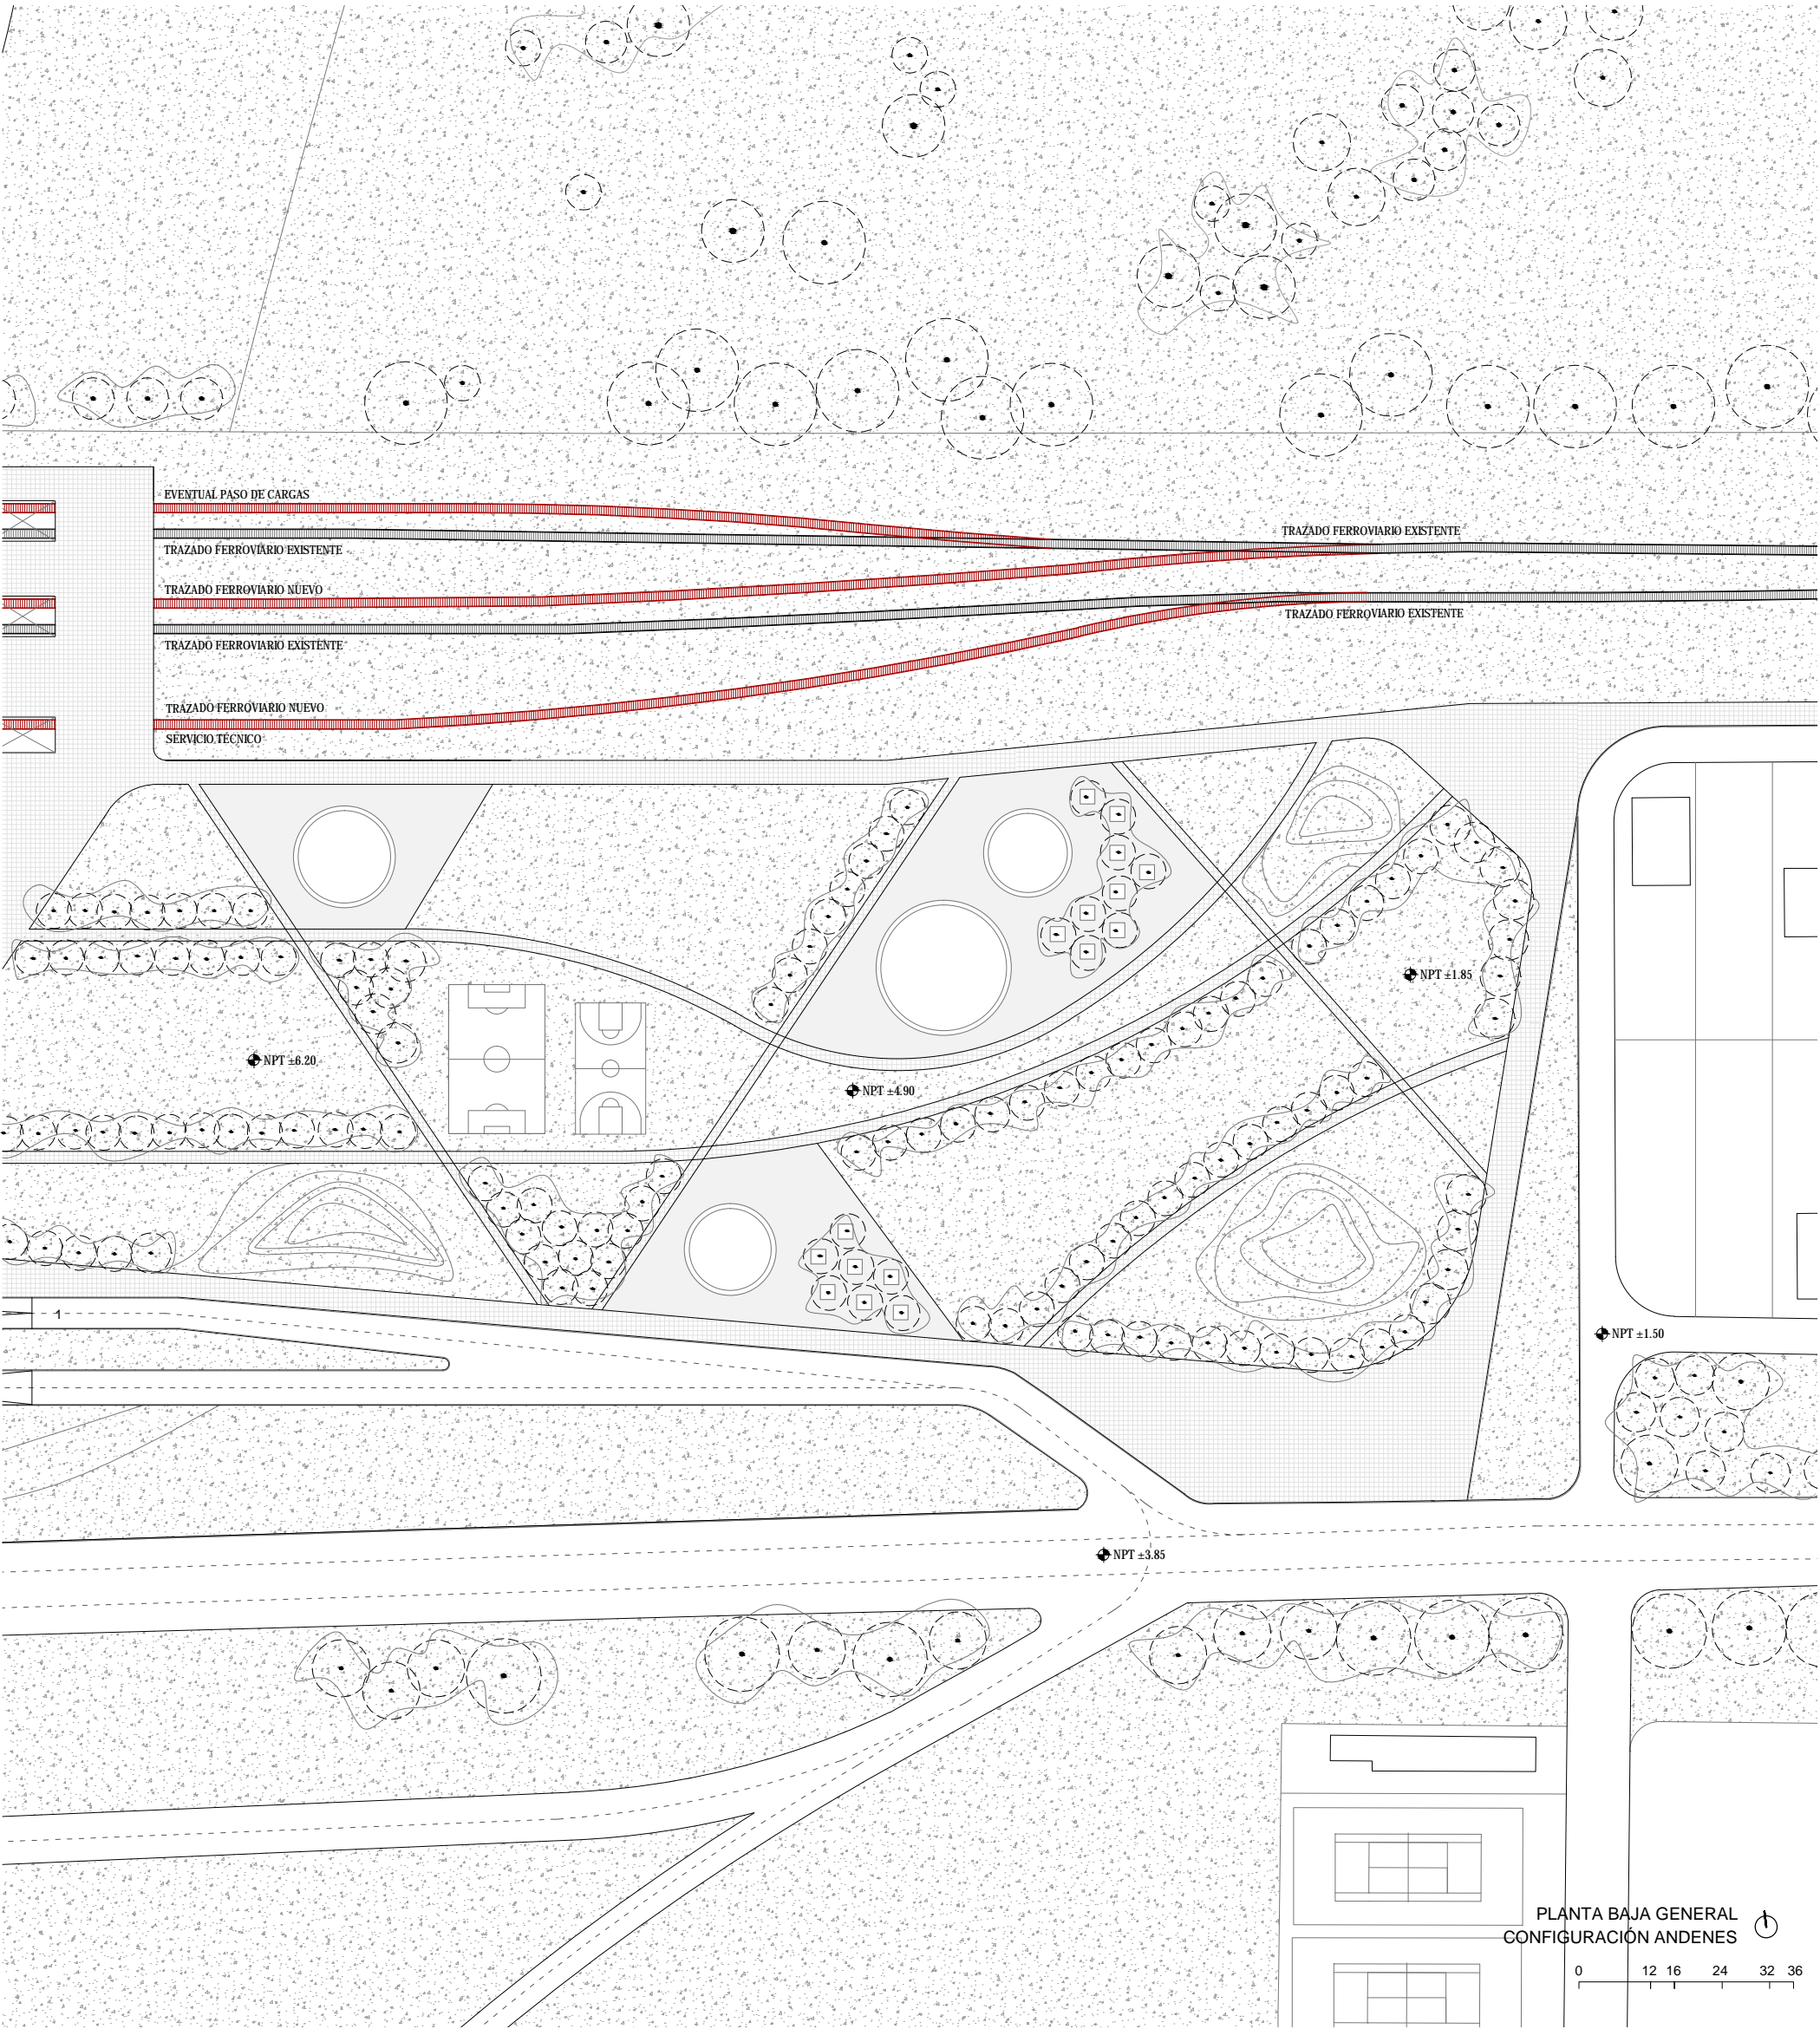 EVENTUAL PASO DE CARGAS
TRAZADO FERROVIARIO EXISTENTE
TRAZADO FERROVIARIO EXISTENTE
TRAZADO FERROVIARIO NUEVO
TRAZADO FERROVIARIO EXISTENTE
TRAZADO FERROVIARIO EXISTENTE
TRAZADO FERROVIARIO NUEVO
SERVICIO TÉCNICO
NPT ±1.85
NPT ±6.20
NPT ±4.90
1
NPT ±1.50
NPT ±3.85
PLANTA BAJA GENERAL
CONFIGURACIÓN ANDENES
0 12 16 24 32 36